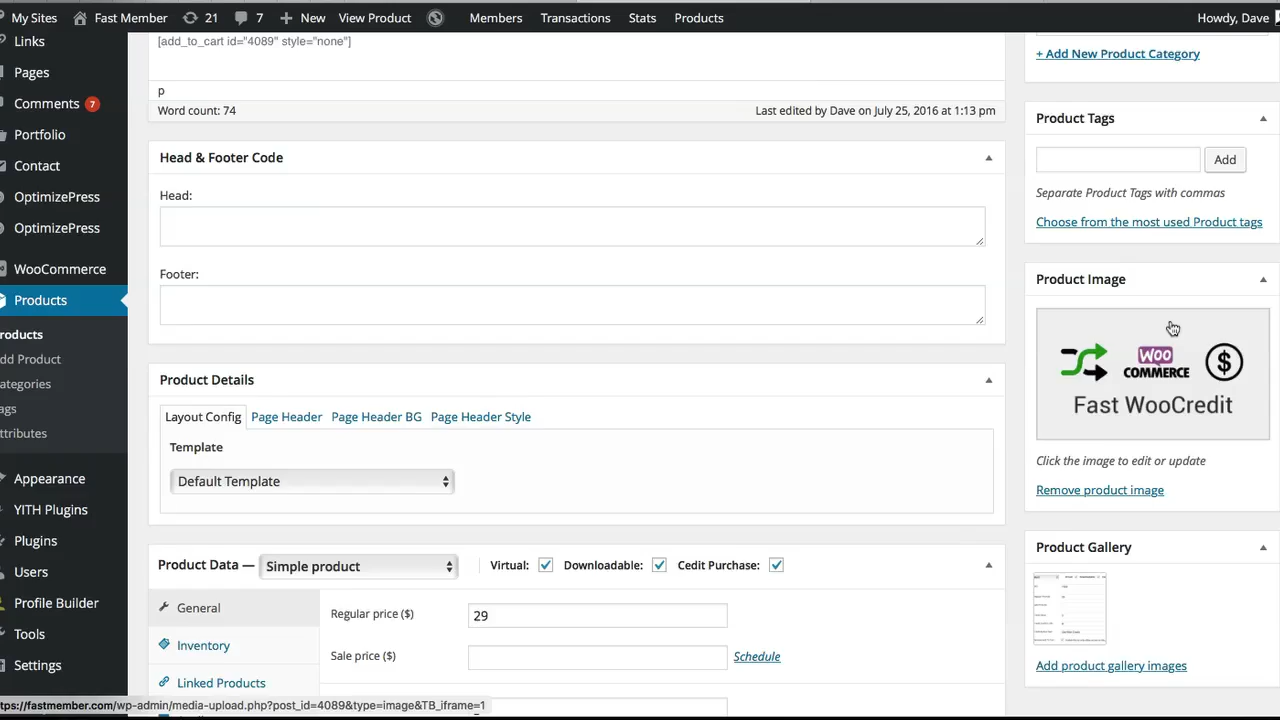 My Sites Fast Member 21 7 New View Product Members Transactions Stats Products Howdy, Dave
Links
Pages
Comments 7
Portfolio
Contact
OptimizePress
OptimizePress
WooCommerce
Products
roducts
dd Product
ategories
ags
ttributes
Appearance
YITH Plugins
Plugins
Users
Profile Builder
Tools
Settings
[add_to_cart id="4089" style="none"]
p
Word count: 74 Last edited by Dave on July 25, 2016 at 1:13 pm
Head & Footer Code
Head:
Footer:
Product Details
Layout Config Page Header Page Header BG Page Header Style
Template
Default Template
Product Data — Simple product Virtual: Downloadable: Cedit Purchase:
General
Inventory
Linked Products
Regular price ($) 29
Sale price ($) Schedule
+ Add New Product Category
Product Tags
Add
Separate Product Tags with commas
Choose from the most used Product tags
Product Image
WOO
COMMERCE
$
Fast WooCredit
Click the image to edit or update
Remove product image
Product Gallery
Add product gallery images
ttps://fastmember.com/wp-admin/media-upload.php?post_id=4089&type=image&TB_iframe=1